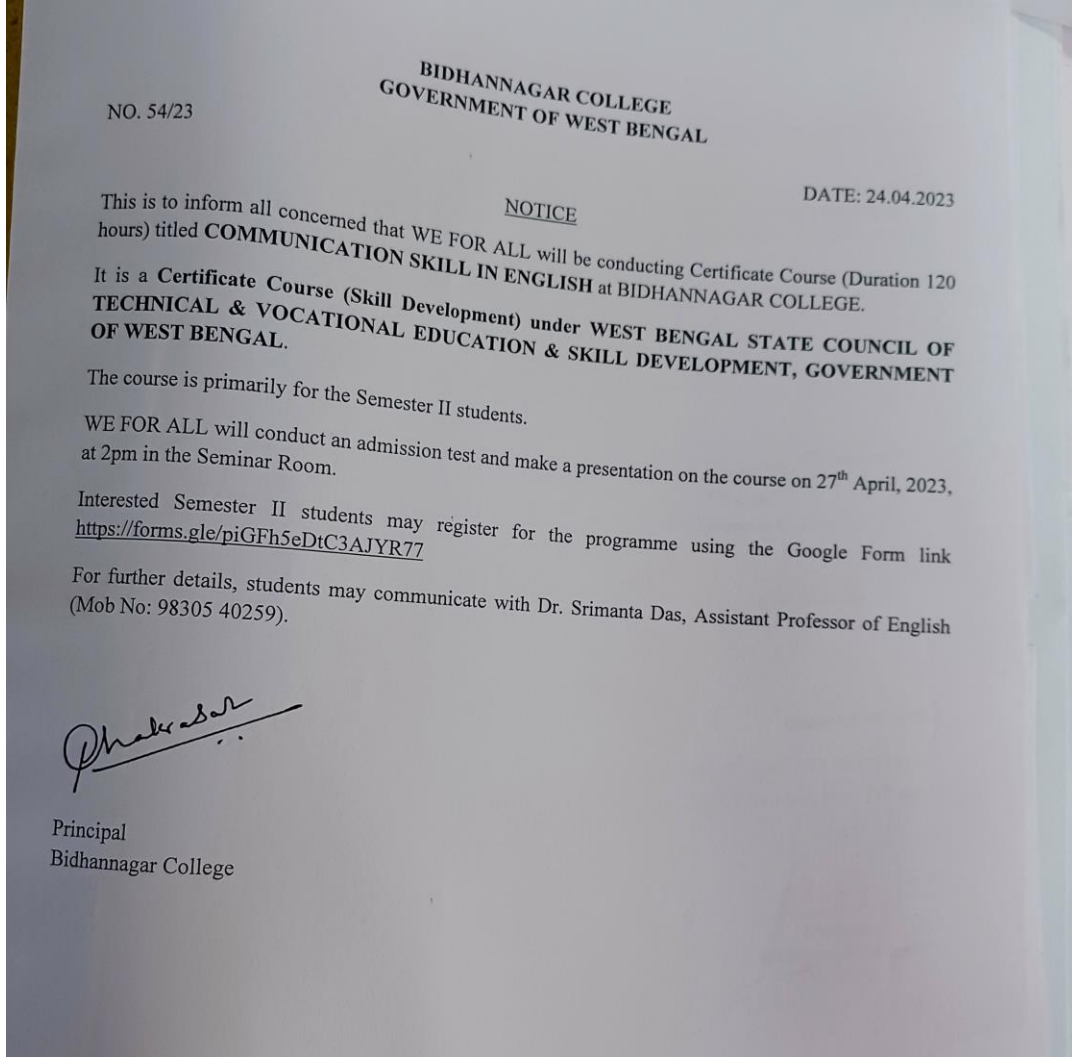 BIDHANNAGAR COLLEGE
GOVERNMENT OF WEST BENGAL
NO. 54/23
DATE: 24.04.2023
NOTICE
This is to inform all concerned that WE FOR ALL will be conducting Certificate Course (Duration 120
hours) titled COMMUNICATION SKILL IN ENGLISH at BIDHANNAGAR COLLEGE.
It is a Certificate Course (Skill Development) under WEST BENGAL STATE COUNCIL OF
TECHNICAL & VOCATIONAL EDUCATION & SKILL DEVELOPMENT, GOVERNMENT
OF WEST BENGAL.
The course is primarily for the Semester II students.
WE FOR ALL will conduct an admission test and make a presentation on the course on 27th April, 2023,
at 2pm in the Seminar Room.
Interested Semester II students may register for the programme using the Google Form link
https://forms.gle/piGFh5eDtC3AJYR77
For further details, students may communicate with Dr. Srimanta Das, Assistant Professor of English
(Mob No: 98305 40259).
Principal
Bidhannagar College